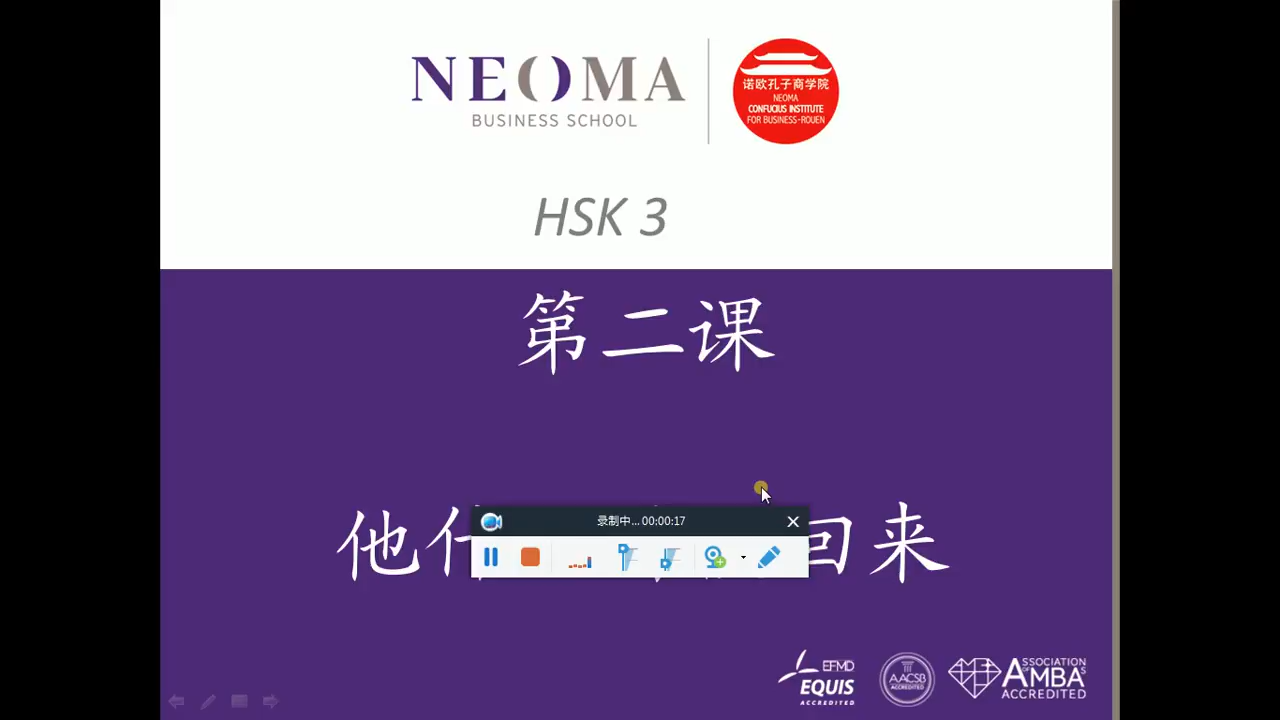 NEOMA
BUSINESS SCHOOL
诺欧孔子商学院
NEOMA
CONFUCIUS INSTITUTE
FOR BUSINESS-ROUEN
HSK 3
第二课
他什
回来
录制中... 00:00:17
EFMD
EQUIS
ACCREDITED
AACSB
ACCREDITED
ASSOCIATION
OF
AMBAS
ACCREDITED